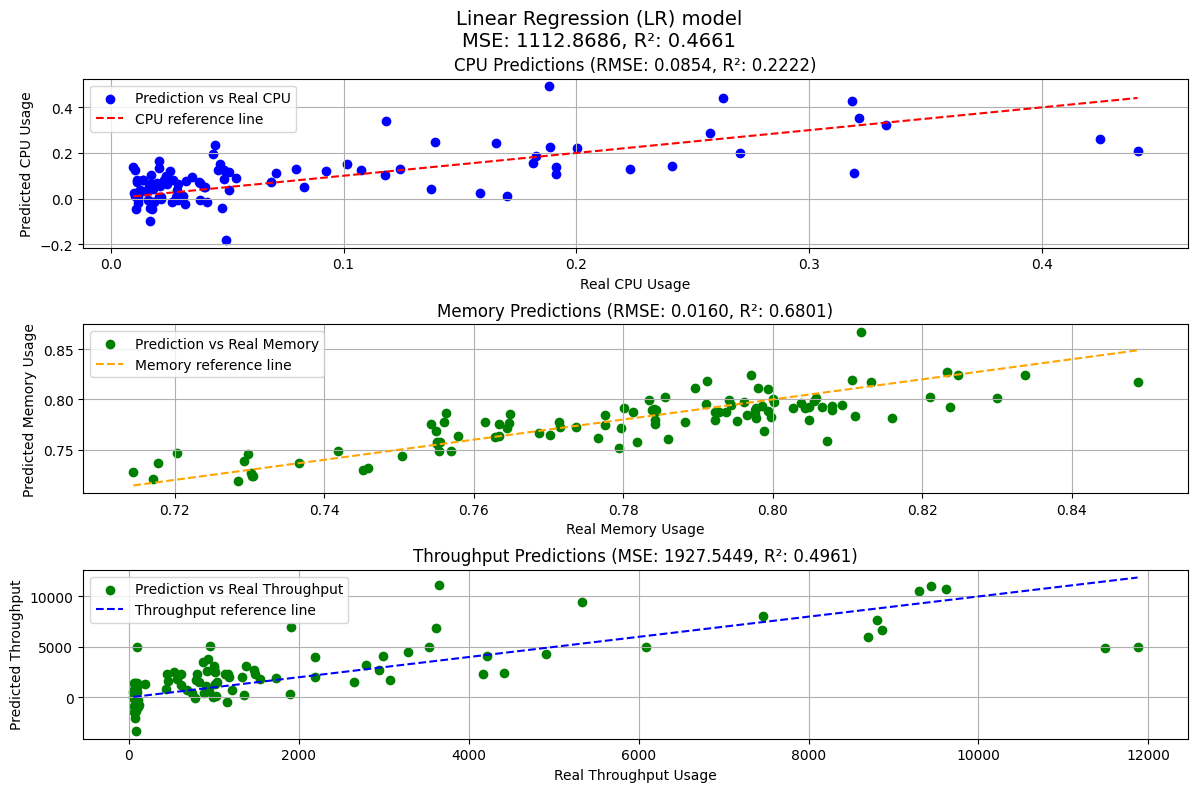 Linear Regression (LR) model
MSE: 1112.8686, R²: 0.4661
CPU Predictions (RMSE: 0.0854, R²: 0.2222)
Prediction vs Real CPU
CPU reference line
Predicted CPU Usage
0.4
0.2
0.0
−0.2
0.0 0.1 0.2 0.3 0.4
Real CPU Usage
Memory Predictions (RMSE: 0.0160, R²: 0.6801)
Prediction vs Real Memory
Memory reference line
Predicted Memory Usage
0.85
0.80
0.75
0.72 0.74 0.76 0.78 0.80 0.82 0.84
Real Memory Usage
Throughput Predictions (MSE: 1927.5449, R²: 0.4961)
Prediction vs Real Throughput
Throughput reference line
Predicted Throughput
10000
5000
0
0 2000 4000 6000 8000 10000 12000
Real Throughput Usage